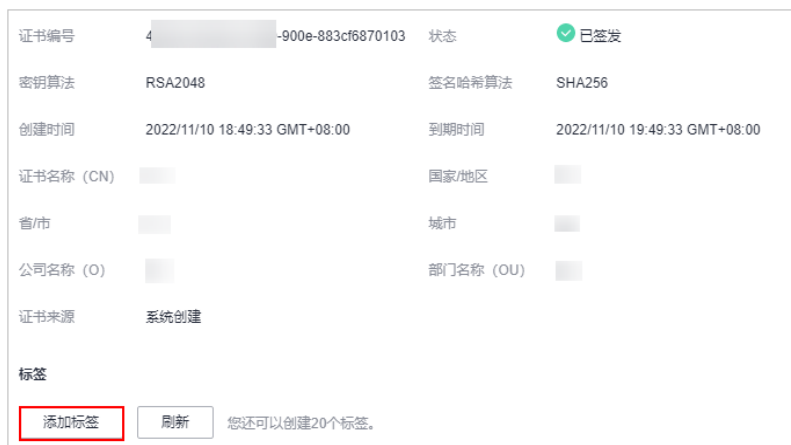 证书编号 4 -900e-883cf6870103 状态 已签发
密钥算法 RSA2048 签名哈希算法 SHA256
创建时间 2022/11/10 18:49:33 GMT+08:00 到期时间 2022/11/10 19:49:33 GMT+08:00
证书名称（CN） 国家/地区
省/市 城市
公司名称（O） 部门名称（OU）
证书来源 系统创建
标签
添加标签 刷新 您还可以创建20个标签。